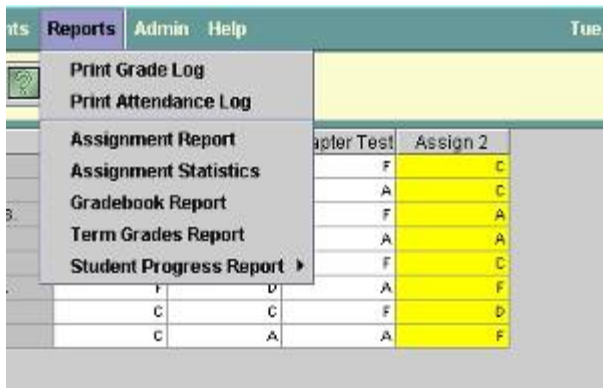 nts Reports Admin Help Tue
Print Grade Log
Print Attendance Log
Assignment Report
Assignment Statistics
Gradebook Report
Term Grades Report
Student Progress Report
apter Test Assign 2
F C
A C
B. F A
A A
F C
F D A F
C C F D
C A A F